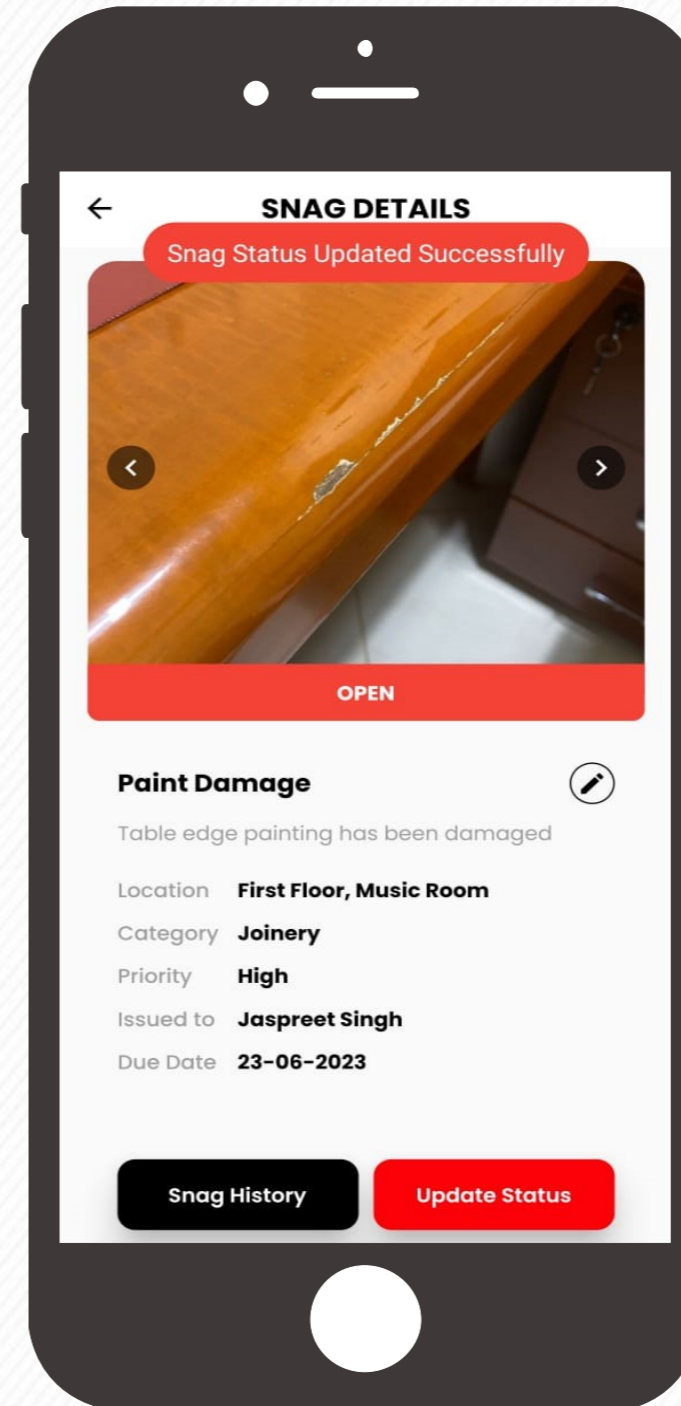 SNAG DETAILS
Snag Status Updated Successfully
OPEN
Paint Damage
Table edge painting has been damaged
Location First Floor, Music Room
Category Joinery
Priority High
Issued to Jaspreet Singh
Due Date 23-06-2023
Snag History Update Status